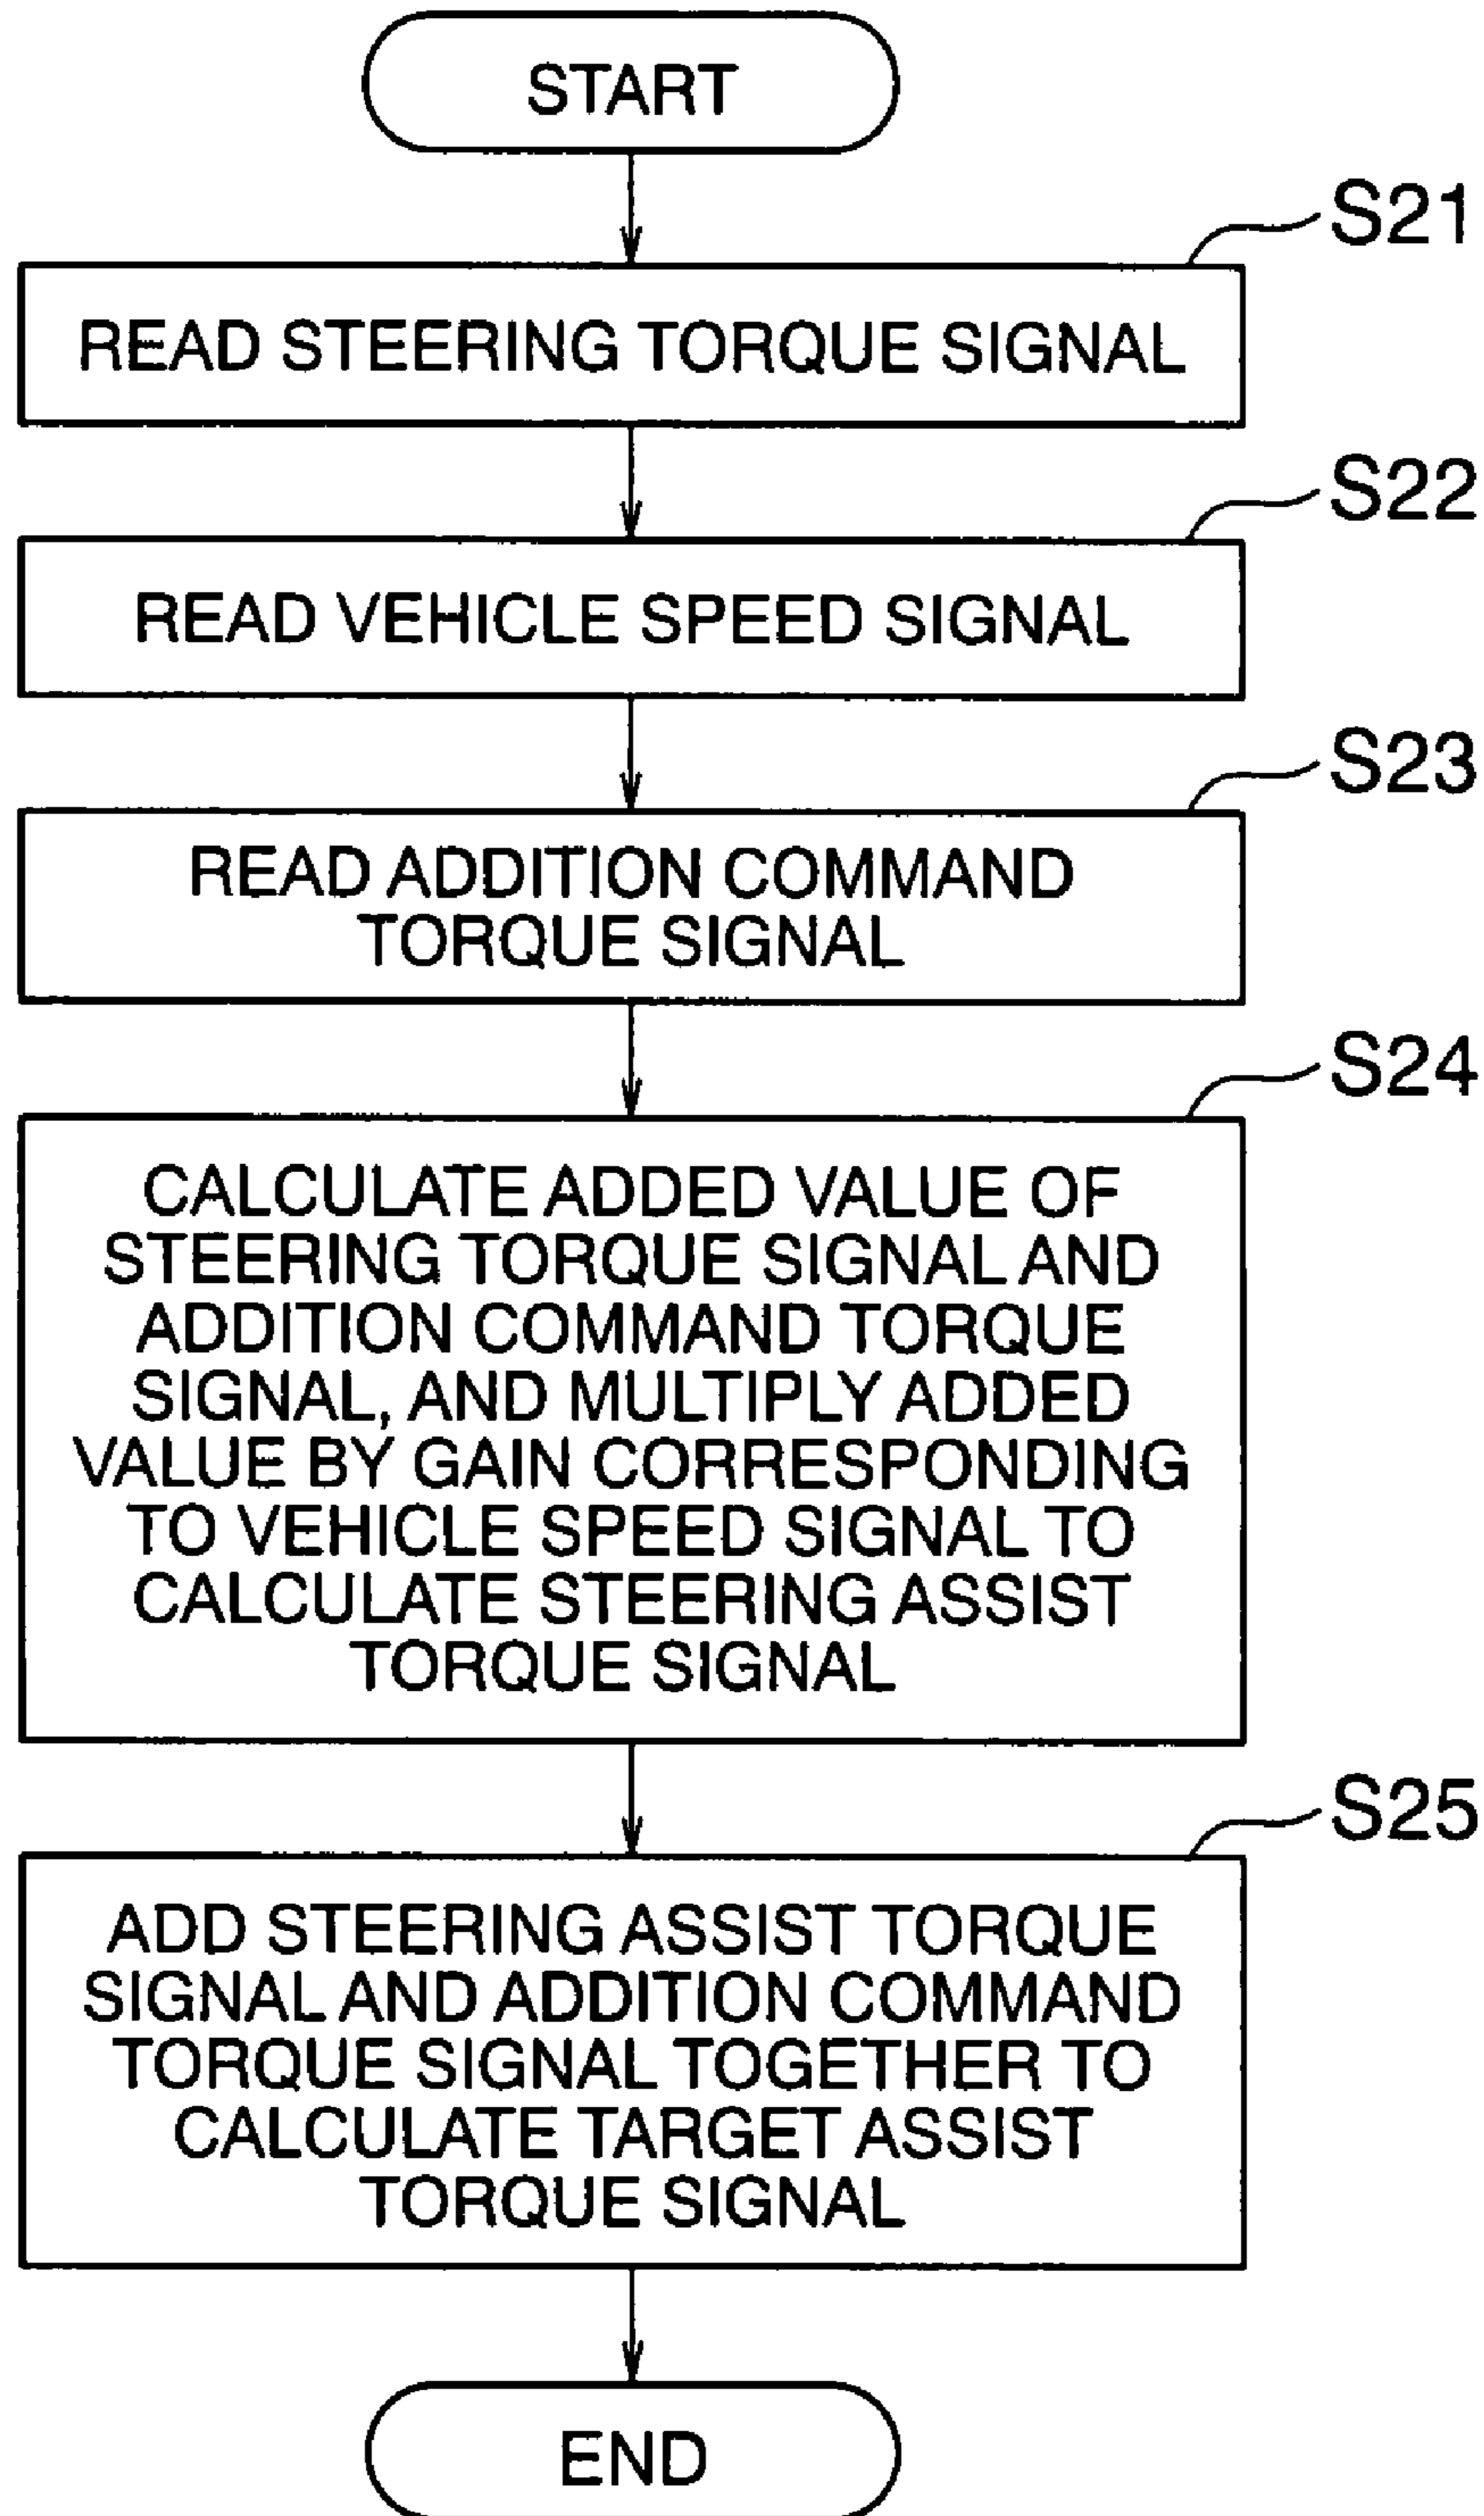 START
S21
READ STEERING TORQUE SIGNAL
S22
READ VEHICLE SPEED SIGNAL
S23
READ ADDITION COMMAND
TORQUE SIGNAL
S24
CALCULATE ADDED VALUE OF
STEERING TORQUE SIGNAL AND
ADDITION COMMAND TORQUE
SIGNAL, AND MULTIPLY ADDED
VALUE BY GAIN CORRESPONDING
TO VEHICLE SPEED SIGNAL TO
CALCULATE STEERING ASSIST
TORQUE SIGNAL
S25
ADD STEERING ASSIST TORQUE
SIGNAL AND ADDITION COMMAND
TORQUE SIGNAL TOGETHER TO
CALCULATE TARGET ASSIST
TORQUE SIGNAL
END